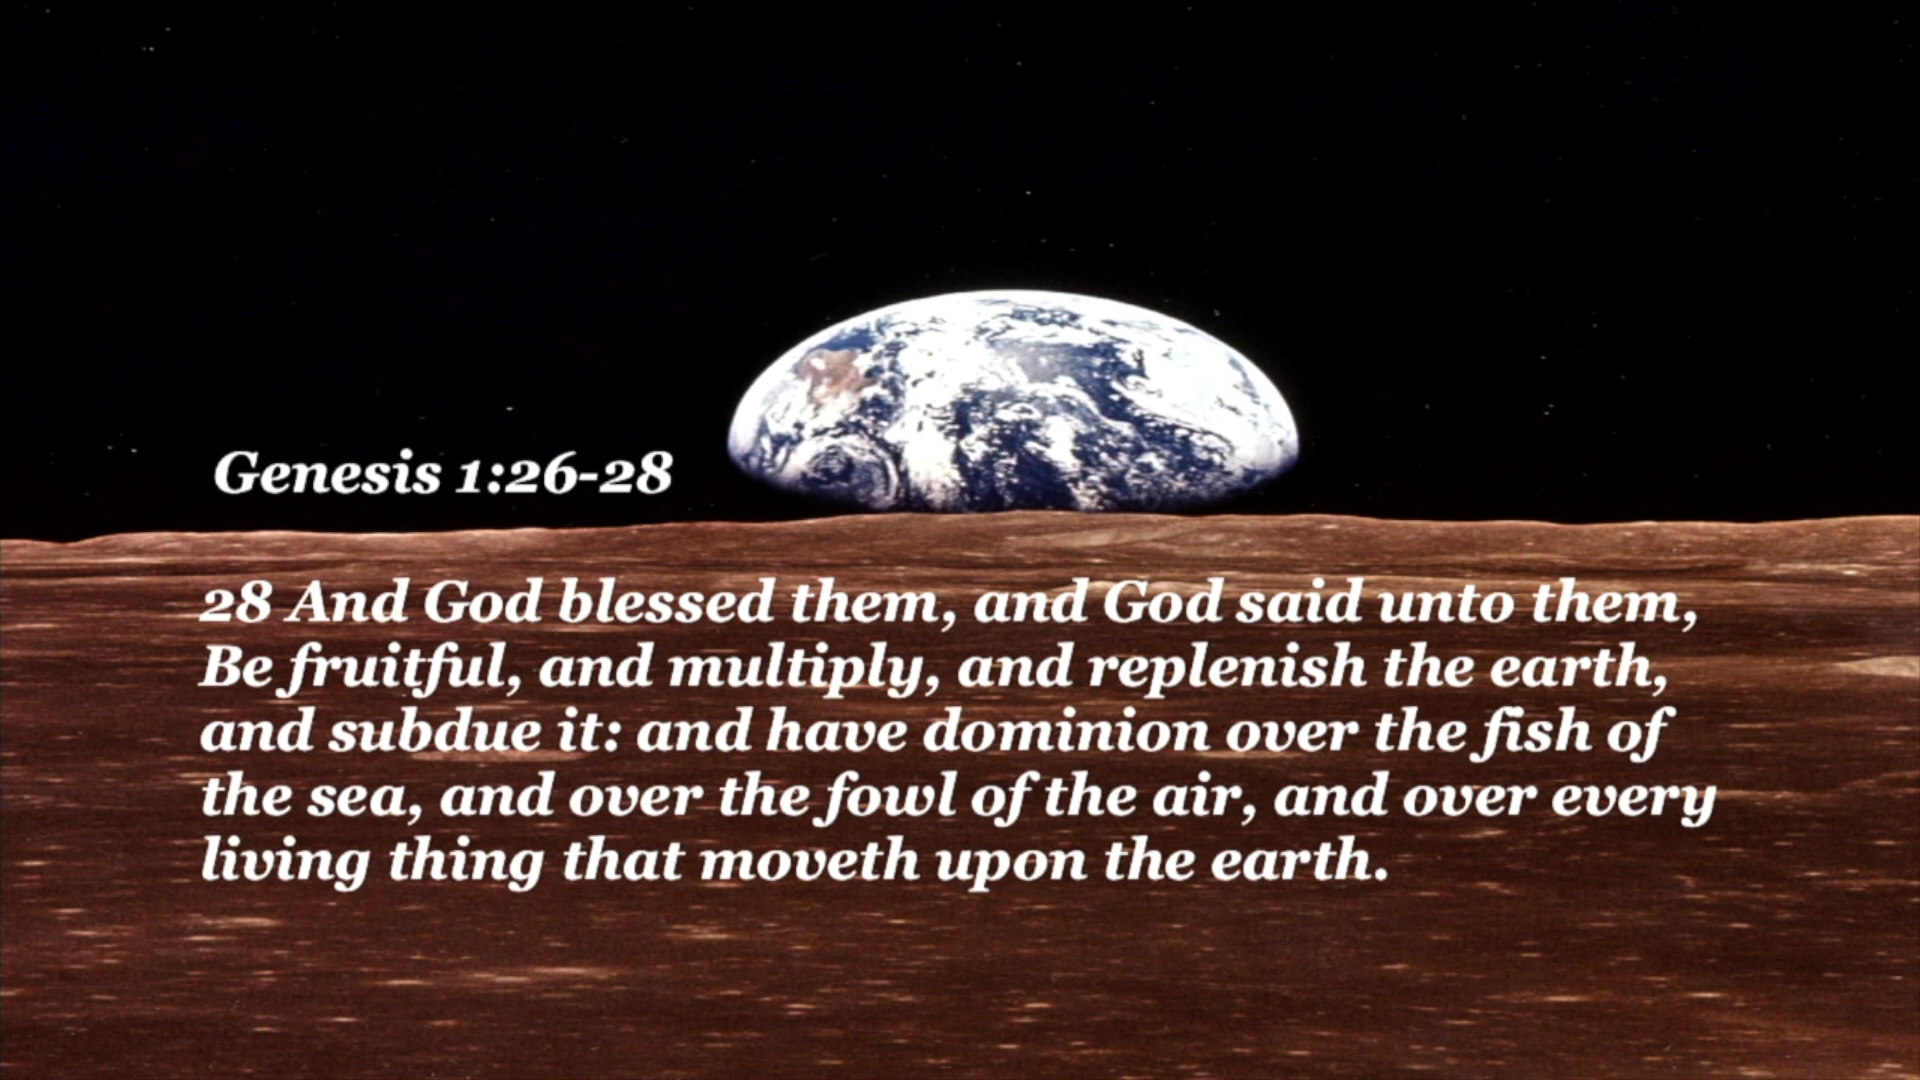 Genesis 1:26-28
28 And God blessed them, and God said unto them,
Be fruitful, and multiply, and replenish the earth,
and subdue it: and have dominion over the fish of
the sea, and over the fowl of the air, and over every
living thing that moveth upon the earth.